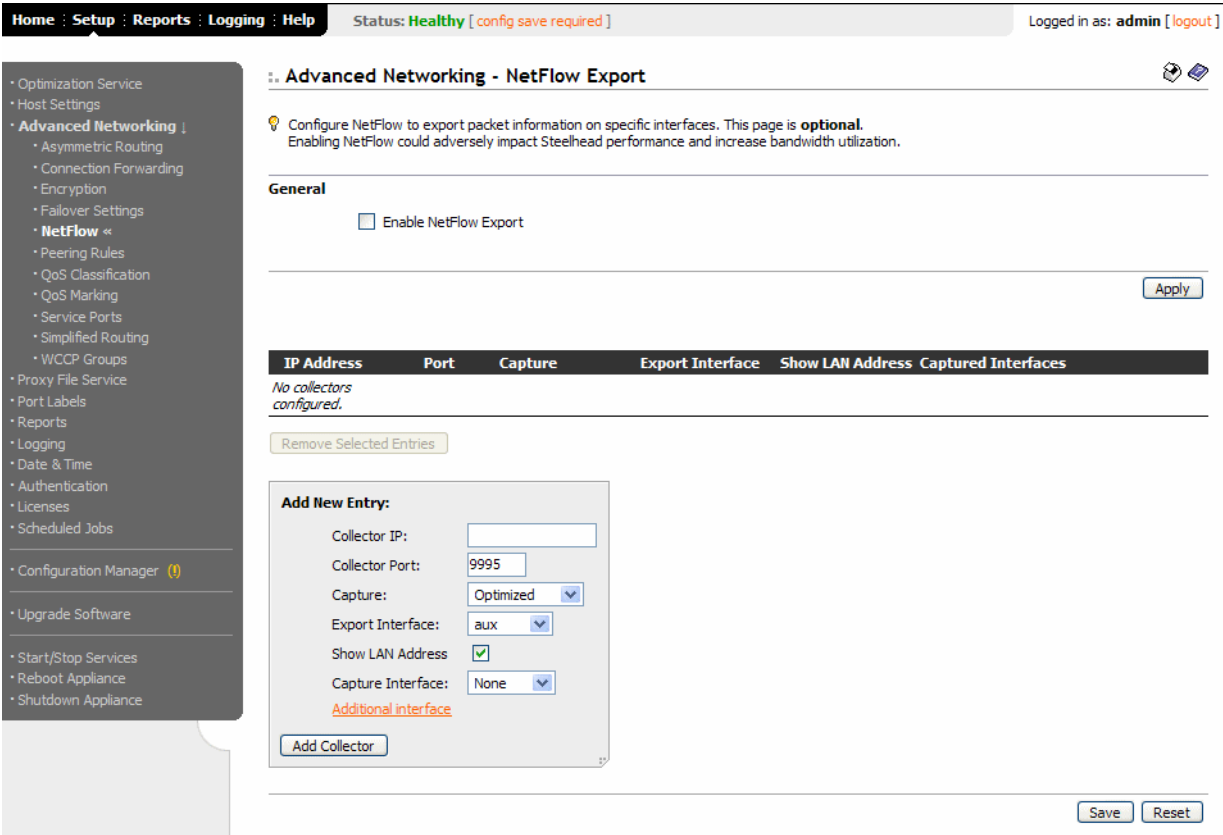 Home Setup Reports Logging Help Status: Healthy [ config save required ] Logged in as: admin [ logout ]
· Optimization Service
· Host Settings
· Advanced Networking ↓
· Asymmetric Routing
· Connection Forwarding
· Encryption
· Failover Settings
· NetFlow «
· Peering Rules
· QoS Classification
· QoS Marking
· Service Ports
· Simplified Routing
· WCCP Groups
· Proxy File Service
· Port Labels
· Reports
· Logging
· Date & Time
· Authentication
· Licenses
· Scheduled Jobs
· Configuration Manager (!)
· Upgrade Software
· Start/Stop Services
· Reboot Appliance
· Shutdown Appliance
:. Advanced Networking - NetFlow Export
Configure NetFlow to export packet information on specific interfaces. This page is optional.
Enabling NetFlow could adversely impact Steelhead performance and increase bandwidth utilization.
General
Enable NetFlow Export
Apply
IP Address Port Capture Export Interface Show LAN Address Captured Interfaces
No collectors
configured.
Remove Selected Entries
Add New Entry:
Collector IP:
Collector Port: 9995
Capture: Optimized
Export Interface: aux
Show LAN Address
Capture Interface: None
Additional interface
Add Collector
Save Reset